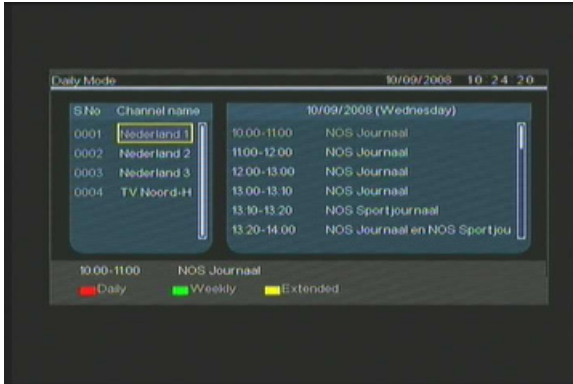 Daily Mode 10/09/2008 10 24 20
S.No Channel name
0001 Nederland 1
0002 Nederland 2
0003 Nederland 3
0004 TV Noord-H
10/09/2008 (Wednesday)
10.00-11.00 NOS Journaal
11.00-12.00 NOS Journaal
12.00-13.00 NOS Journaal
13.00-13.10 NOS Journaal
13.10-13.20 NOS Sportjournaal
13.20-14.00 NOS Journaal en NOS Sportjou
10.00-11.00 NOS Journaal
Daily Weekly Extended